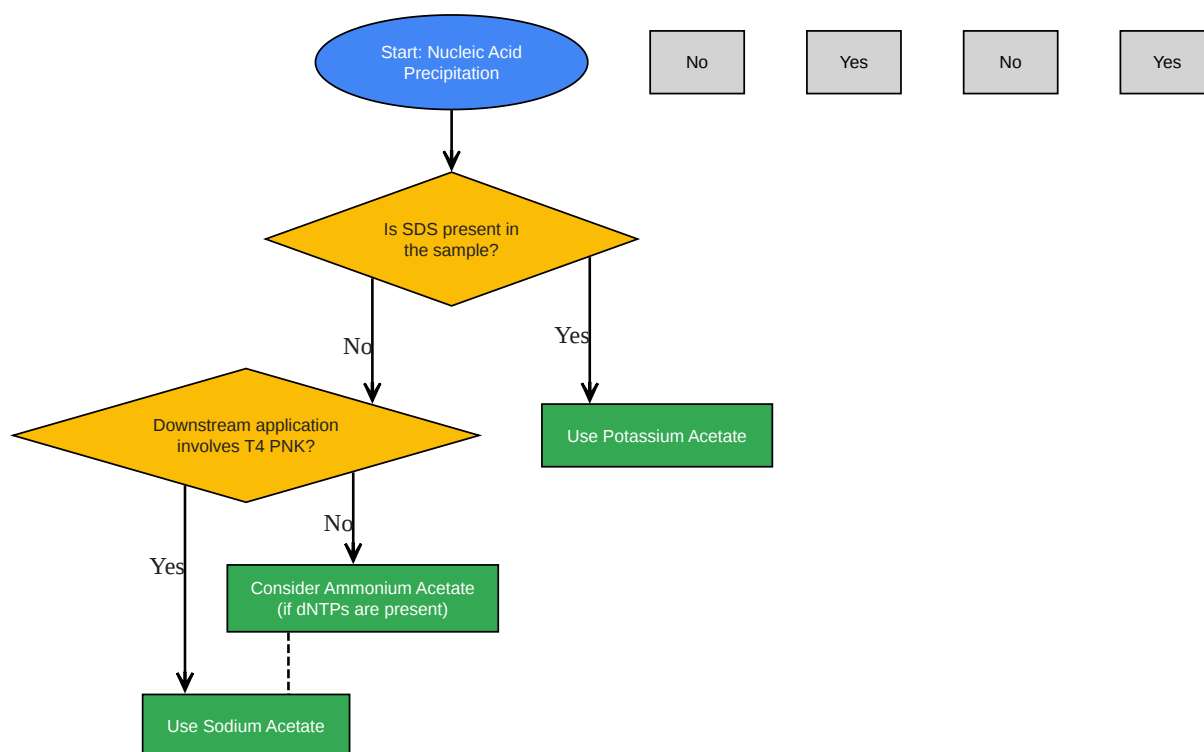 Start: Nucleic Acid
Precipitation
No
Yes
No
Yes
Is SDS present in
the sample?
No
Yes
Downstream application
involves T4 PNK?
Use Potassium Acetate
No
Yes
Consider Ammonium Acetate
(if dNTPs are present)
Use Sodium Acetate